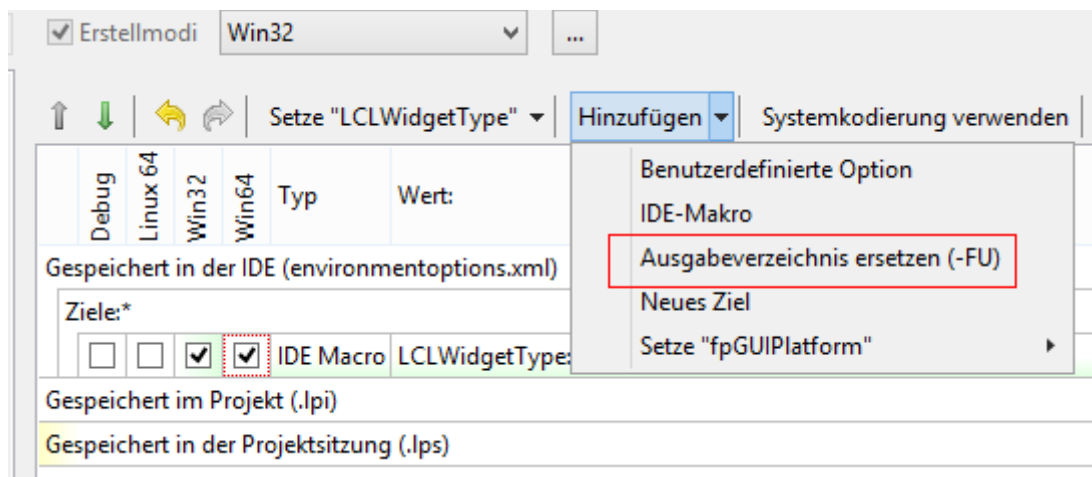 Erstellmodi Win32 ...
Setze "LCLWidgetType" Hinzufügen Systemkodierung verwenden
Debug Linux 64 Win32 Win64 Typ Wert:
Benutzerdefinierte Option
IDE-Makro
Ausgabeverzeichnis ersetzen (-FU)
Neues Ziel
Setze "fpGUIPlatform"
Gespeichert in der IDE (environmentoptions.xml)
Ziele:*
IDE Macro LCLWidgetType:
Gespeichert im Projekt (.lpi)
Gespeichert in der Projektsitzung (.lps)